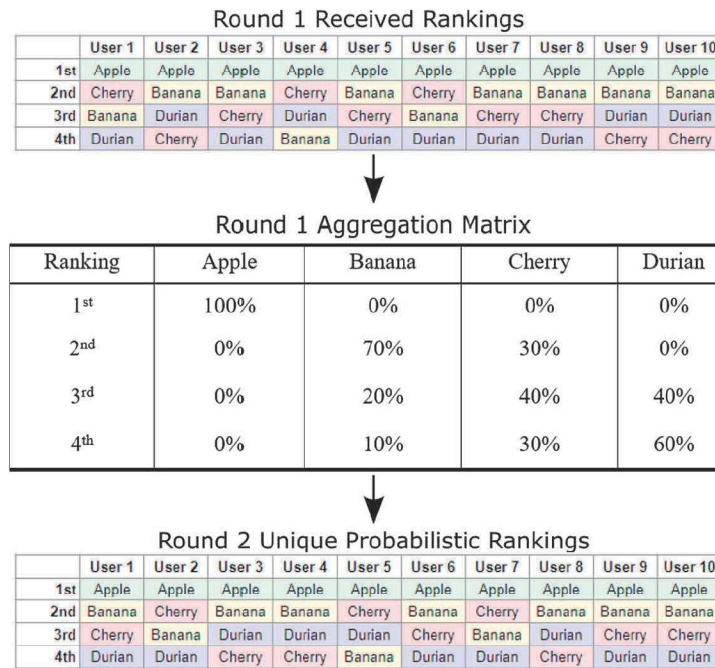 Round 1 Received Rankings
User 1 User 2 User 3 User 4 User 5 User 6 User 7 User 8 User 9 User 10
1st Apple Apple Apple Apple Apple Apple Apple Apple Apple Apple
2nd Cherry Banana Banana Cherry Banana Cherry Banana Banana Banana Banana
3rd Banana Durian Cherry Durian Cherry Banana Cherry Cherry Durian Durian
4th Durian Cherry Durian Banana Durian Durian Durian Durian Cherry Cherry
Round 1 Aggregation Matrix
Ranking Apple Banana Cherry Durian
1st 100% 0% 0% 0%
2nd 0% 70% 30% 0%
3rd 0% 20% 40% 40%
4th 0% 10% 30% 60%
Round 2 Unique Probabilistic Rankings
User 1 User 2 User 3 User 4 User 5 User 6 User 7 User 8 User 9 User 10
1st Apple Apple Apple Apple Apple Apple Apple Apple Apple Apple
2nd Banana Cherry Banana Banana Cherry Banana Cherry Banana Banana Banana
3rd Cherry Banana Durian Durian Durian Cherry Banana Durian Cherry Cherry
4th Durian Durian Cherry Cherry Banana Durian Durian Cherry Durian Durian